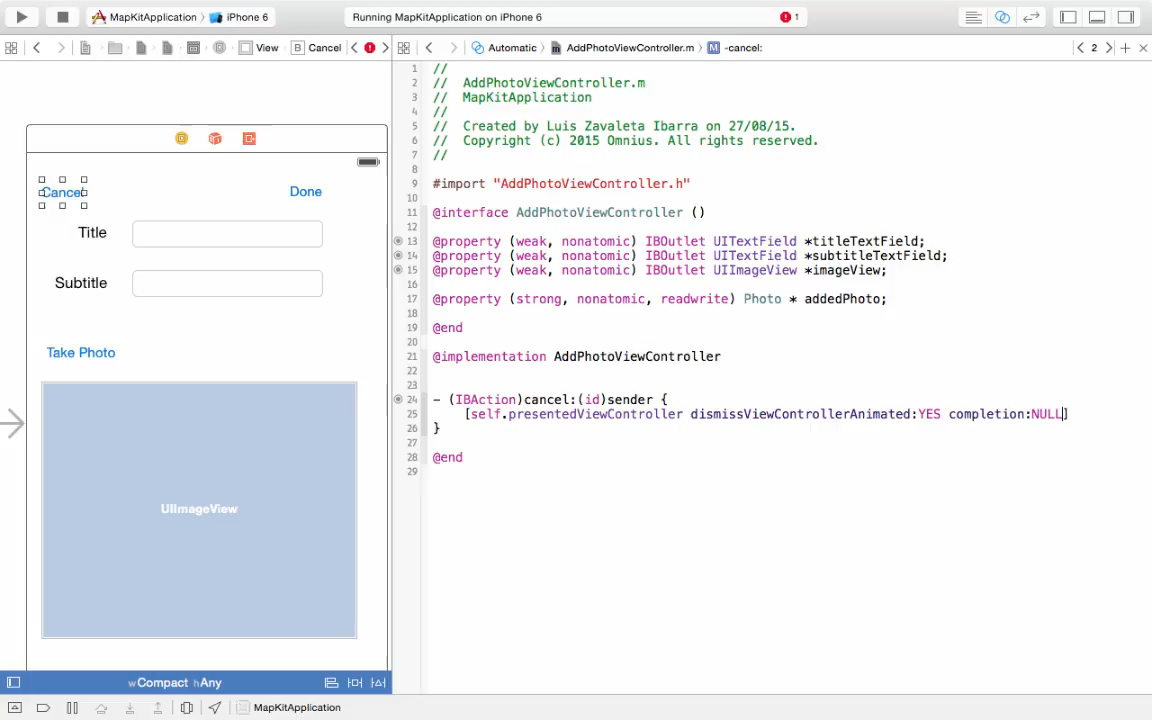 MapKitApplication
iPhone 6
Running MapKitApplication on iPhone 6
1
View
B
Cancel
Automatic
AddPhotoViewController.m
M
-cancel:
2
Cancel
Done
Title
Subtitle
Take Photo
UIImageView
wCompact hAny
1 //
2 //  AddPhotoViewController.m
3 //  MapKitApplication
4 //
5 //  Created by Luis Zavaleta Ibarra on 27/08/15.
6 //  Copyright (c) 2015 Omnius. All rights reserved.
7 //
8
9 #import "AddPhotoViewController.h"
10
11 @interface AddPhotoViewController ()
12
13 @property (weak, nonatomic) IBOutlet UITextField *titleTextField;
14 @property (weak, nonatomic) IBOutlet UITextField *subtitleTextField;
15 @property (weak, nonatomic) IBOutlet UIImageView *imageView;
16
17 @property (strong, nonatomic, readwrite) Photo * addedPhoto;
18
19 @end
20
21 @implementation AddPhotoViewController
22
23
24 - (IBAction)cancel:(id)sender {
25     [self.presentedViewController dismissViewControllerAnimated:YES completion:NULL]
26 }
27
28 @end
29
MapKitApplication